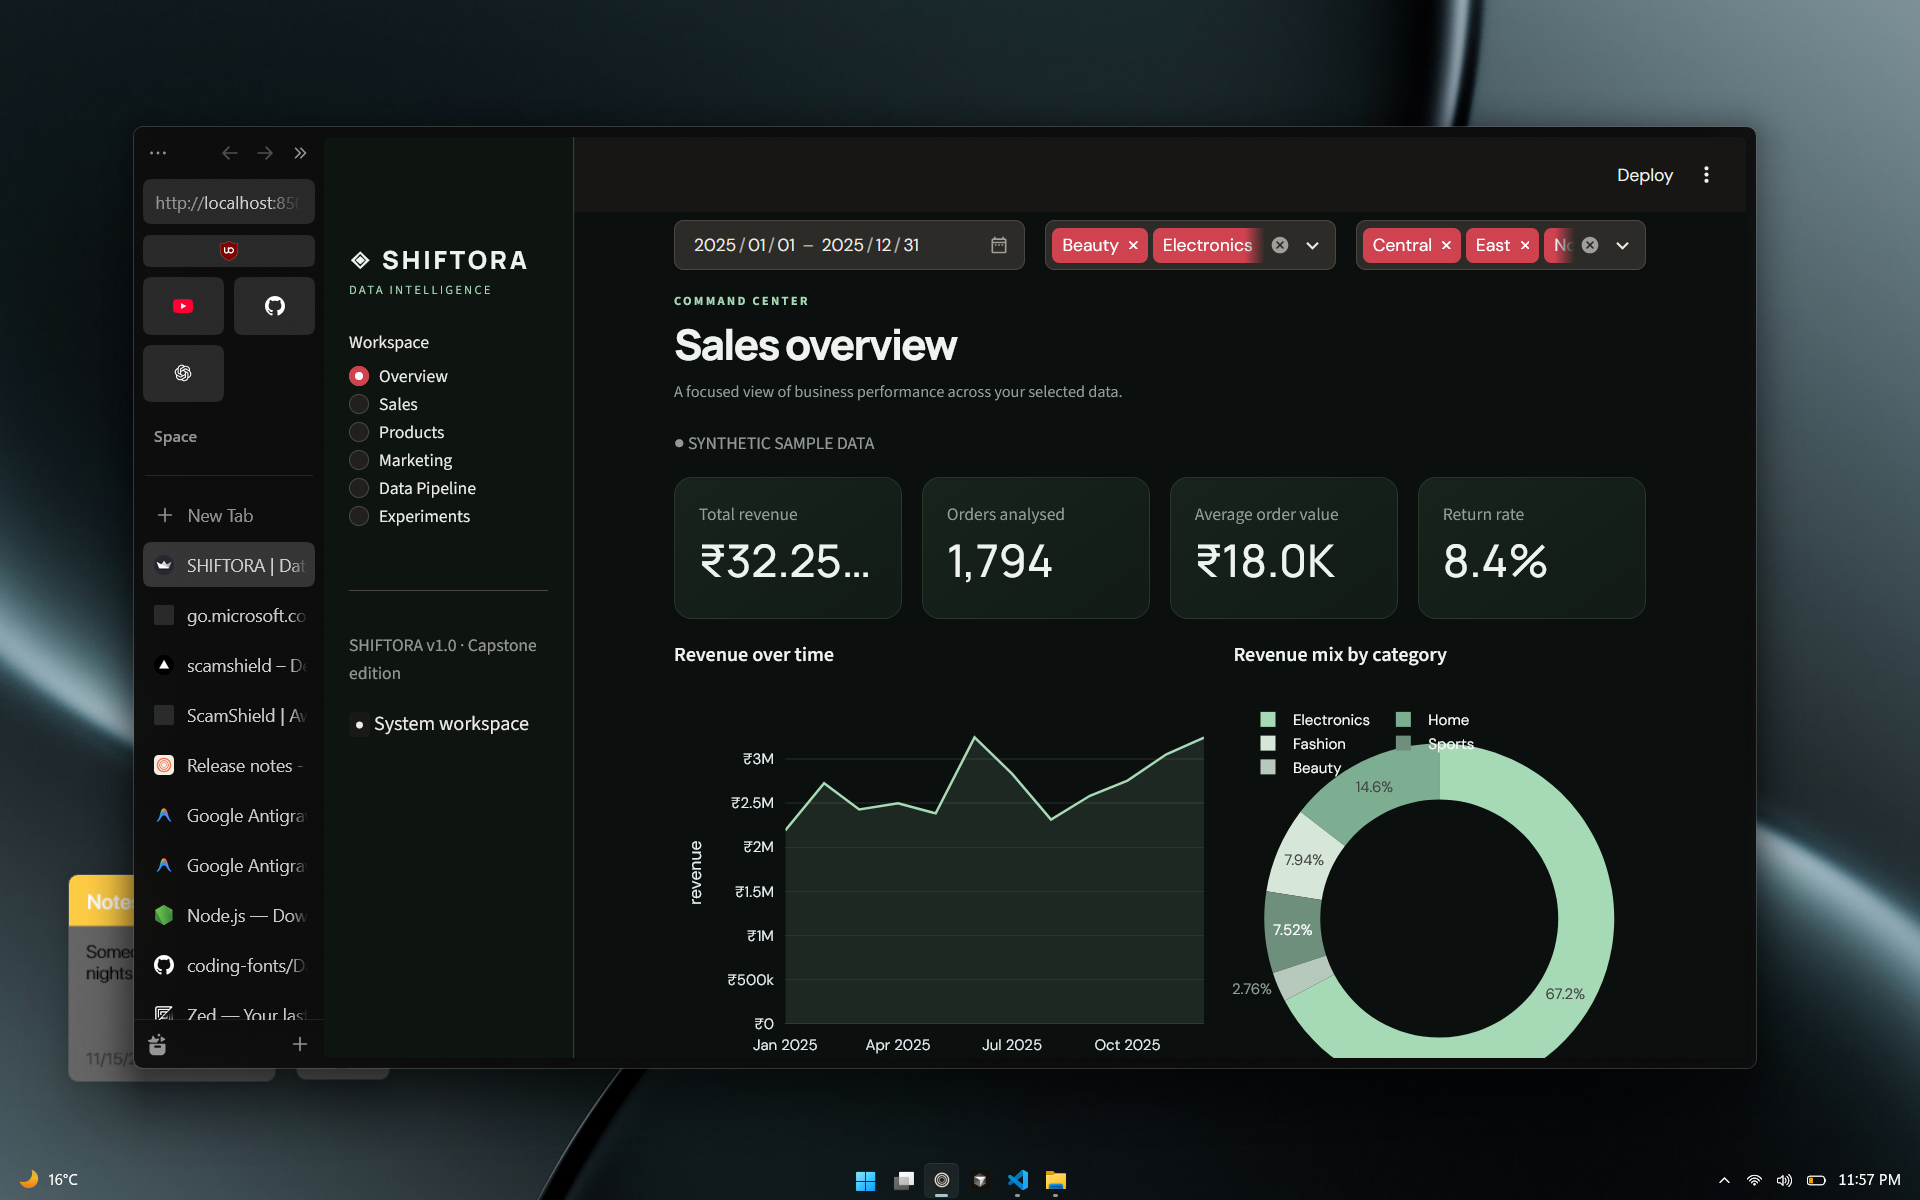 http://localhost:85
Space
New Tab
SHIFTORA | Dat
go.microsoft.co
scamshield – De
ScamShield | Aw
Release notes -
Google Antigra
Google Antigra
Node.js — Dow
coding-fonts/D
Zed — Your las
SHIFTORA
DATA INTELLIGENCE
Workspace
Overview
Sales
Products
Marketing
Data Pipeline
Experiments
SHIFTORA v1.0 · Capstone
edition
System workspace
Deploy
2025/01/01 – 2025/12/31
Beauty
Electronics
Central
East
No
COMMAND CENTER
Sales overview
A focused view of business performance across your selected data.
SYNTHETIC SAMPLE DATA
Total revenue
₹32.25...
Orders analysed
1,794
Average order value
₹18.0K
Return rate
8.4%
Revenue over time
revenue
₹3M
₹2.5M
₹2M
₹1.5M
₹1M
₹500k
₹0
Jan 2025
Apr 2025
Jul 2025
Oct 2025
Revenue mix by category
Electronics
Home
Fashion
Sports
Beauty
14.6%
7.94%
7.52%
2.76%
67.2%
Notes
nights
11/15/2
16°C
11:57 PM